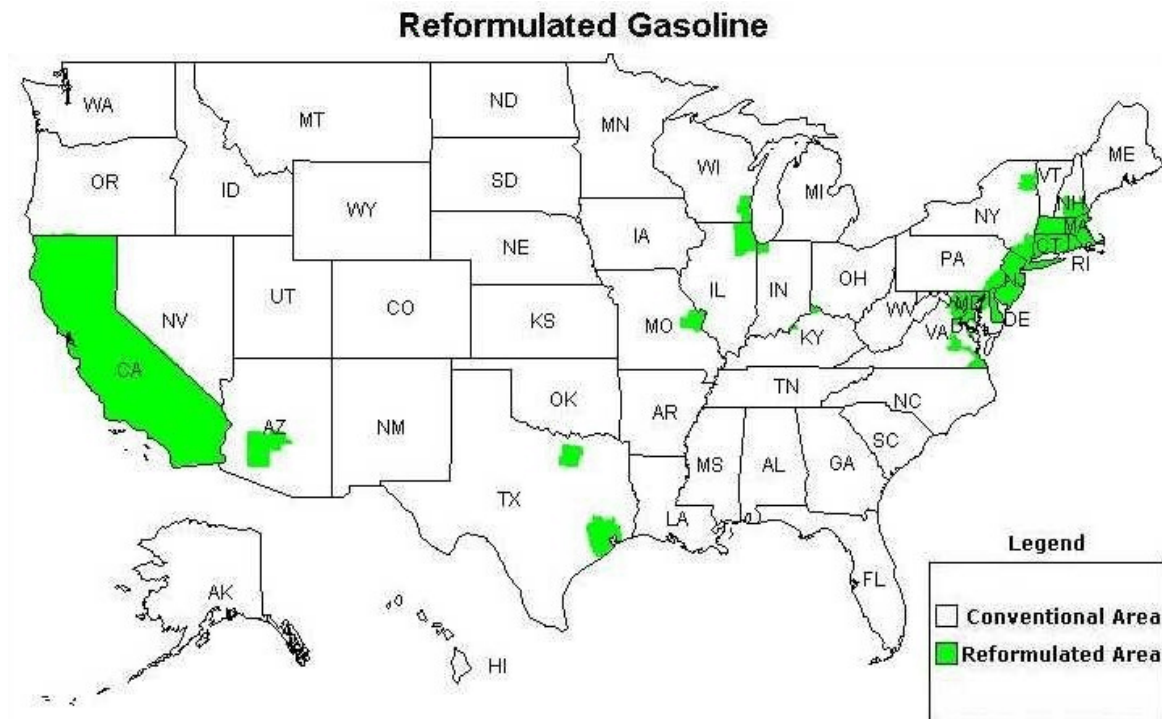 Reformulated Gasoline
WA
MT
ND
MN
ME
OR
ID
SD
WI
MI
VT
WY
NY
NH
MA
IA
NE
CT
RI
PA
NV
UT
CO
IL
IN
OH
NJ
MD
DE
WV
KS
MO
KY
VA
CA
TN
NC
AZ
NM
OK
AR
SC
MS
AL
GA
TX
LA
FL
AK
HI
Legend
Conventional Area
Reformulated Area